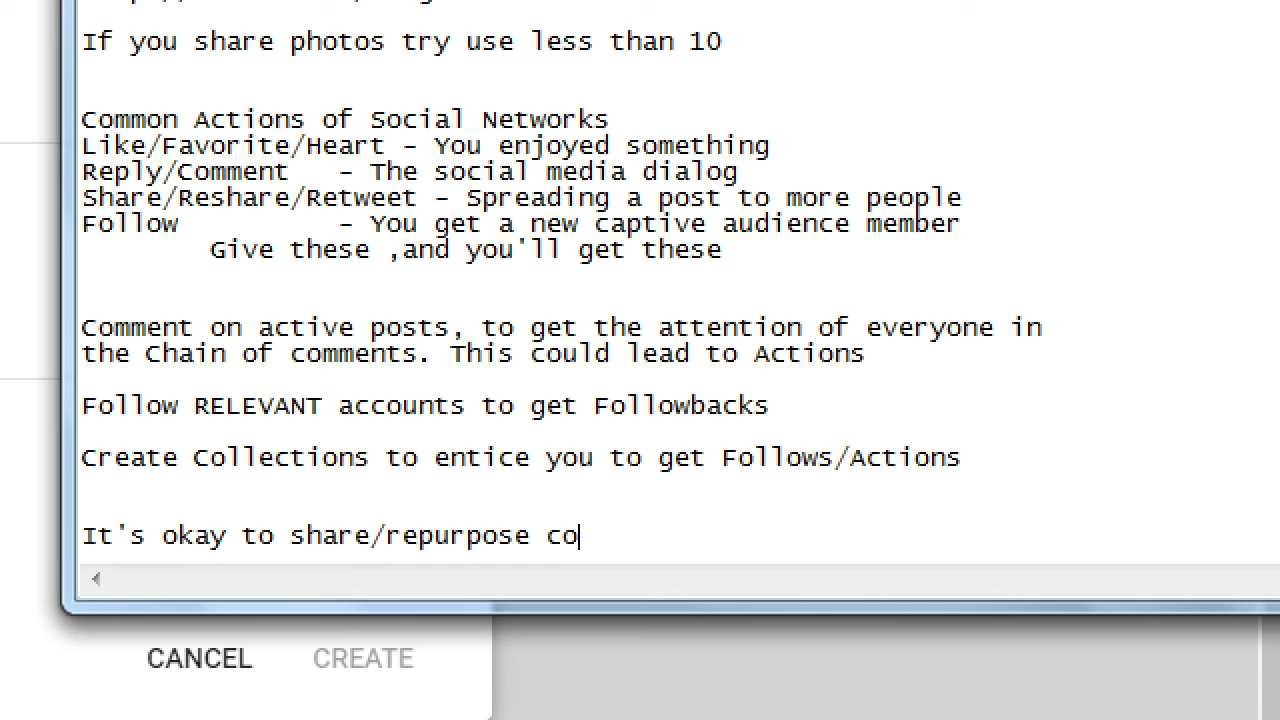 If you share photos try use less than 10
Common Actions of Social Networks
Like/Favorite/Heart - You enjoyed something
Reply/Comment   - The social media dialog
Share/Reshare/Retweet - Spreading a post to more people
Follow          - You get a new captive audience member
Give these ,and you'll get these
Comment on active posts, to get the attention of everyone in
the Chain of comments. This could lead to Actions
Follow RELEVANT accounts to get Followbacks
Create Collections to entice you to get Follows/Actions
It's okay to share/repurpose co
CANCEL CREATE